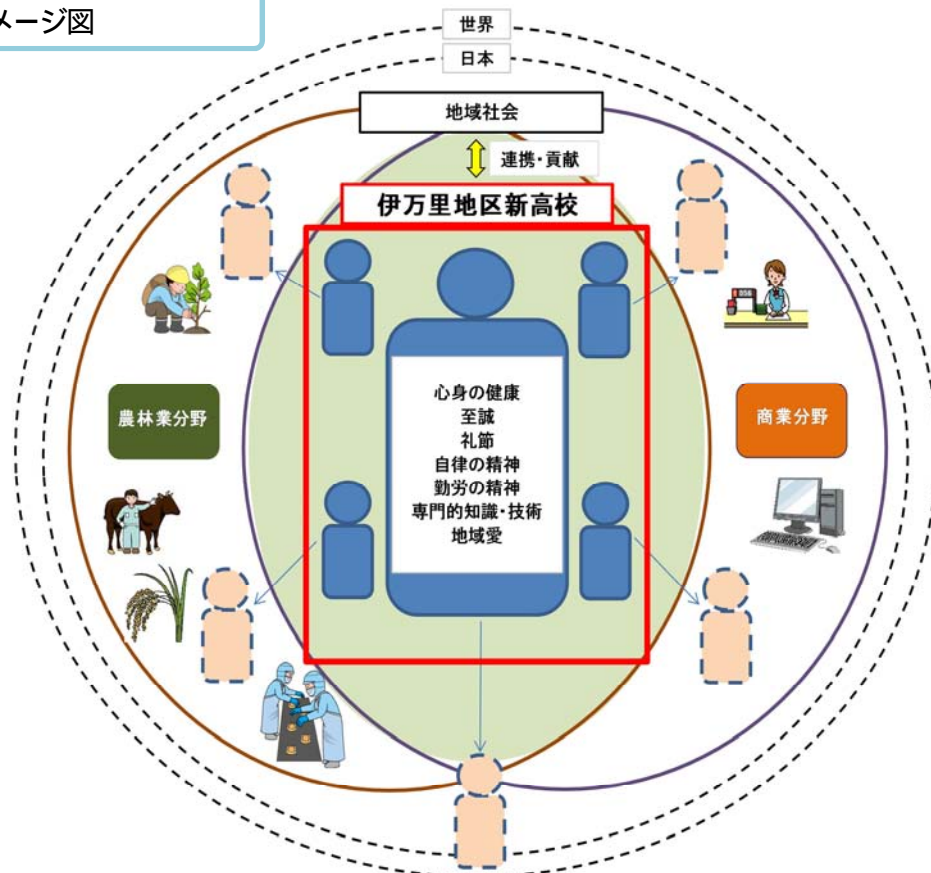 メージ図
世界
日本
地域社会
連携・貢献
伊万里地区新高校
心身の健康
至誠
礼節
自律の精神
勤労の精神
専門的知識・技術
地域愛
農林業分野
商業分野
056